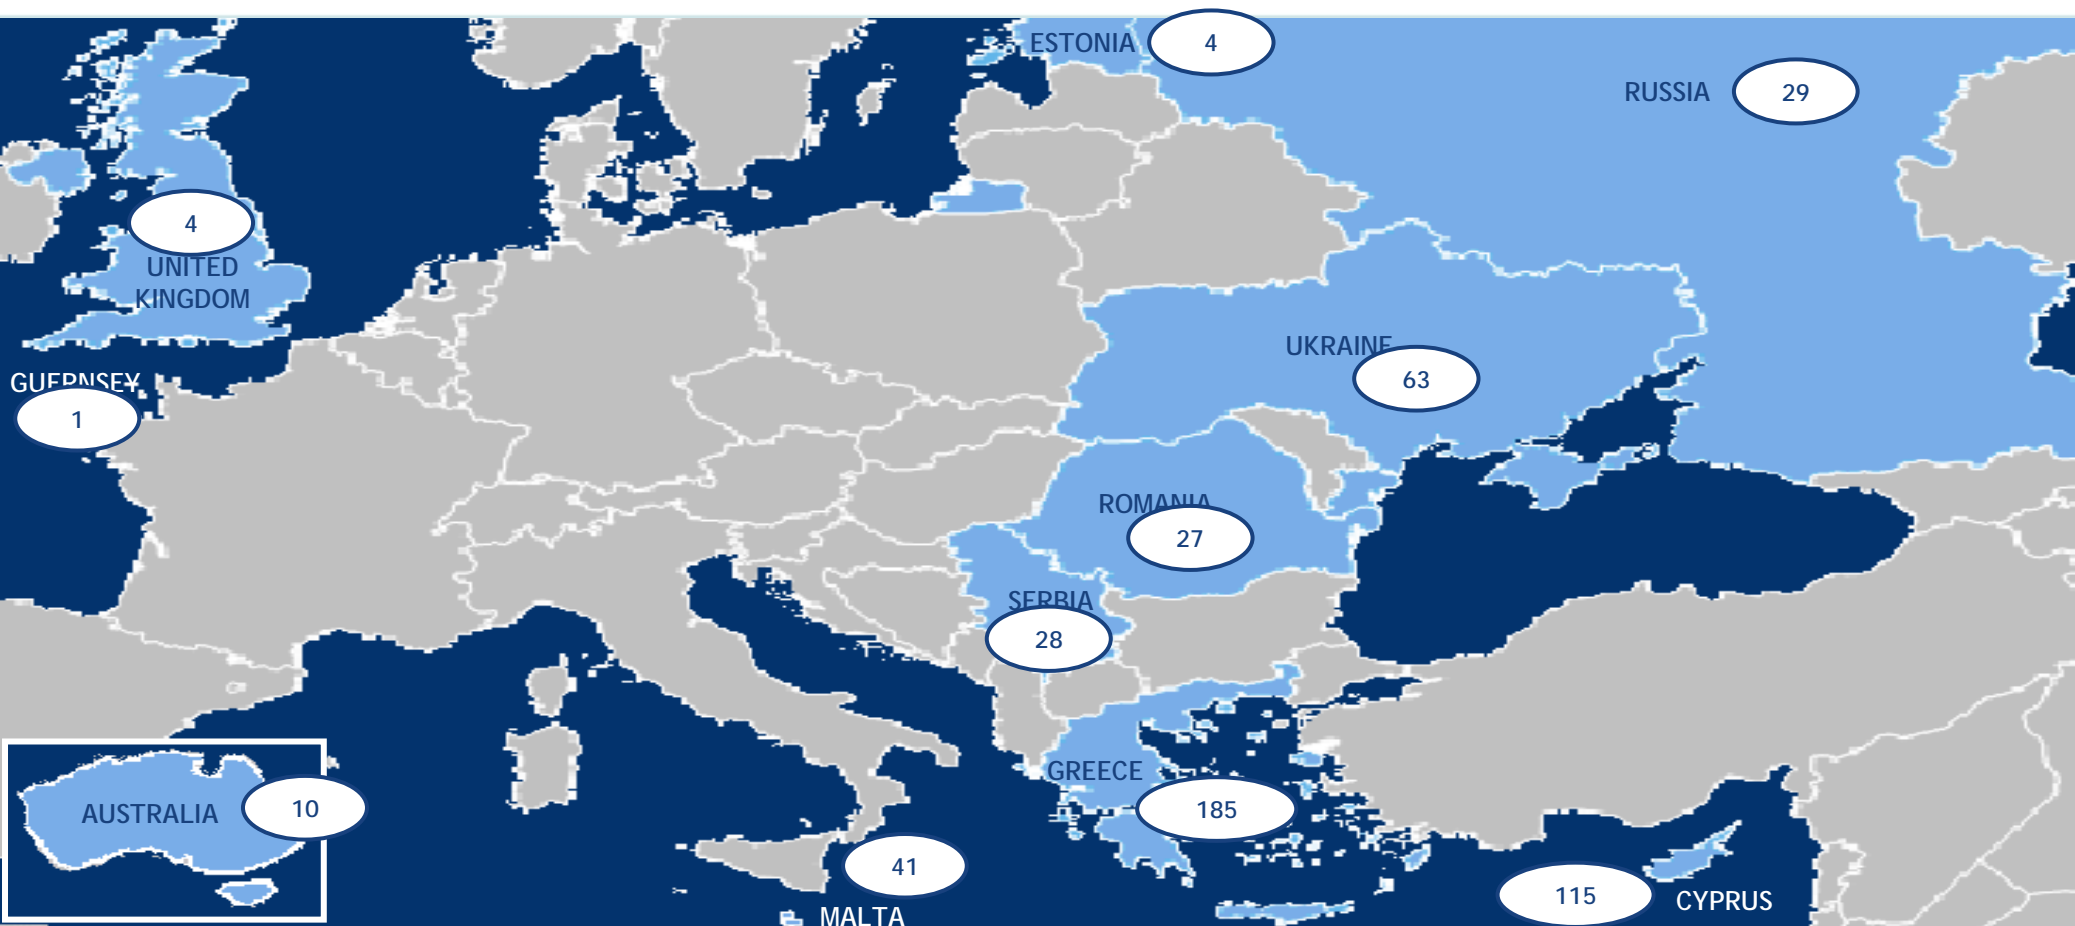 ESTONIA 4
RUSSIA 29
4
UNITED
KINGDOM
UKRAINE
63
GUERNSEY
1
ROMANIA
27
SERBIA
28
GREECE
185
AUSTRALIA 10
41
MALTA
115
CYPRUS